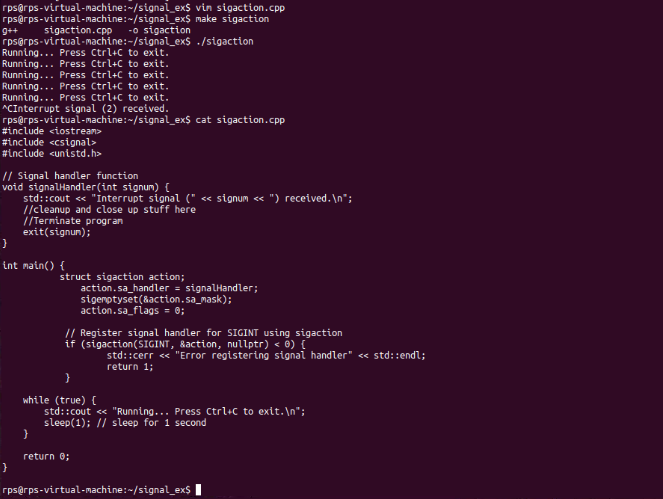 rps@rps-virtual-machine:~/signal_ex$ vim sigaction.cpp
rps@rps-virtual-machine:~/signal_ex$ make sigaction
g++     sigaction.cpp   -o sigaction
rps@rps-virtual-machine:~/signal_ex$ ./sigaction
Running... Press Ctrl+C to exit.
Running... Press Ctrl+C to exit.
Running... Press Ctrl+C to exit.
Running... Press Ctrl+C to exit.
Running... Press Ctrl+C to exit.
^CInterrupt signal (2) received.
rps@rps-virtual-machine:~/signal_ex$ cat sigaction.cpp
#include <iostream>
#include <csignal>
#include <unistd.h>

// Signal handler function
void signalHandler(int signum) {
    std::cout << "Interrupt signal (" << signum << ") received.\n";
    //cleanup and close up stuff here
    //Terminate program
    exit(signum);
}

int main() {
           struct sigaction action;
               action.sa_handler = signalHandler;
               sigemptyset(&action.sa_mask);
               action.sa_flags = 0;

            // Register signal handler for SIGINT using sigaction
            if (sigaction(SIGINT, &action, nullptr) < 0) {
                    std::cerr << "Error registering signal handler" << std::endl;
                    return 1;
            }

    while (true) {
        std::cout << "Running... Press Ctrl+C to exit.\n";
        sleep(1); // sleep for 1 second
    }

    return 0;
}

rps@rps-virtual-machine:~/signal_ex$